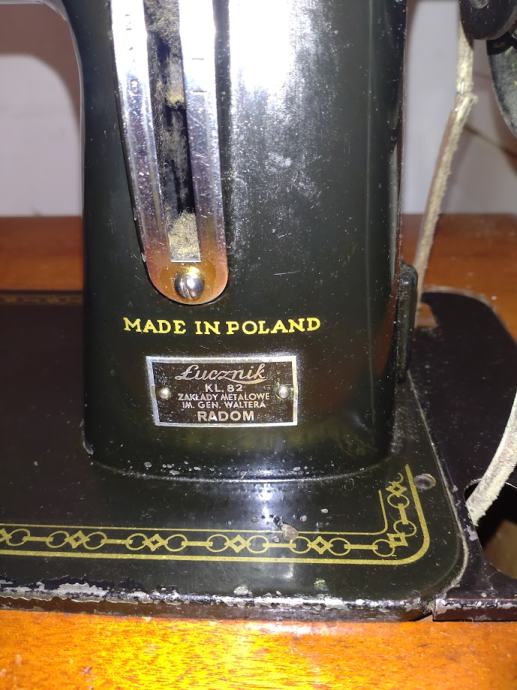 MADE IN POLAND
Łucznik
KL. 82
ZAKŁADY METALOWE
IM. GEN. WALTERA
RADOM